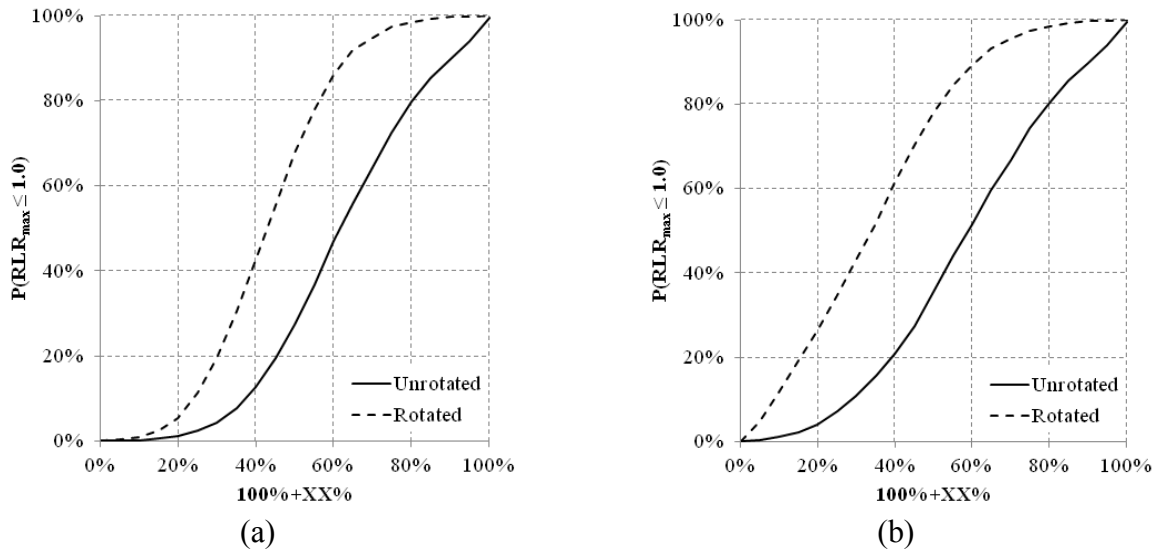 100%
80%
60%
40%
20%
0%
P(RLRmax ≤ 1.0)
Unrotated
Rotated
0% 20% 40% 60% 80% 100%
100%+XX%
(a)
100%
80%
60%
40%
20%
0%
P(RLRmax ≤ 1.0)
Unrotated
Rotated
0% 20% 40% 60% 80% 100%
100%+XX%
(b)